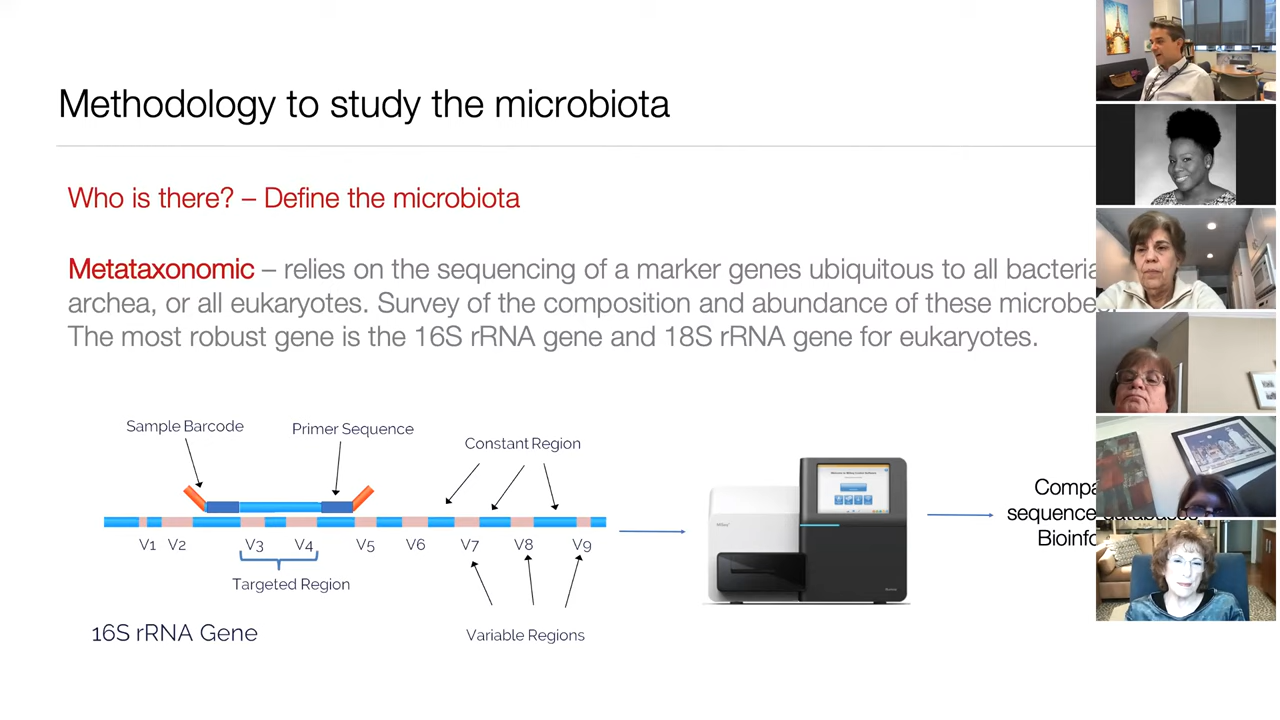 Methodology to study the microbiota
Who is there? – Define the microbiota
Metataxonomic – relies on the sequencing of a marker genes ubiquitous to all bacteria
archea, or all eukaryotes. Survey of the composition and abundance of these microbes.
The most robust gene is the 16S rRNA gene and 18S rRNA gene for eukaryotes.
Sample Barcode
Primer Sequence
Constant Region
V1 V2 V3 V4 V5 V6 V7 V8 V9
Targeted Region
Variable Regions
16S rRNA Gene
Compa
sequence
Bioinfo